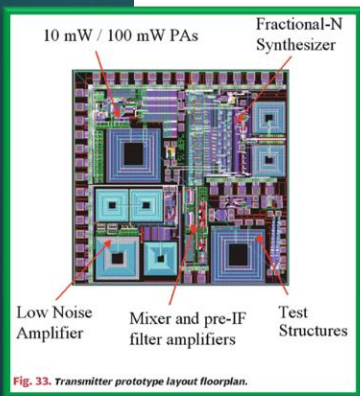 10 mW / 100 mW PAs
Fractional-N
Synthesizer
Low Noise
Amplifier
Mixer and pre-IF
filter amplifiers
Test
Structures
Fig. 33. Transmitter prototype layout floorplan.